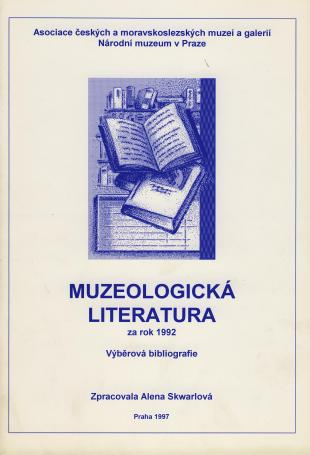 Asociace českých a moravskoslezských muzei a galerií
Národní muzeum v Praze
MUZEOLOGICKÁ
LITERATURA
za rok 1992
Výběrová bibliografie
Zpracovala Alena Skwarlová
Praha 1997